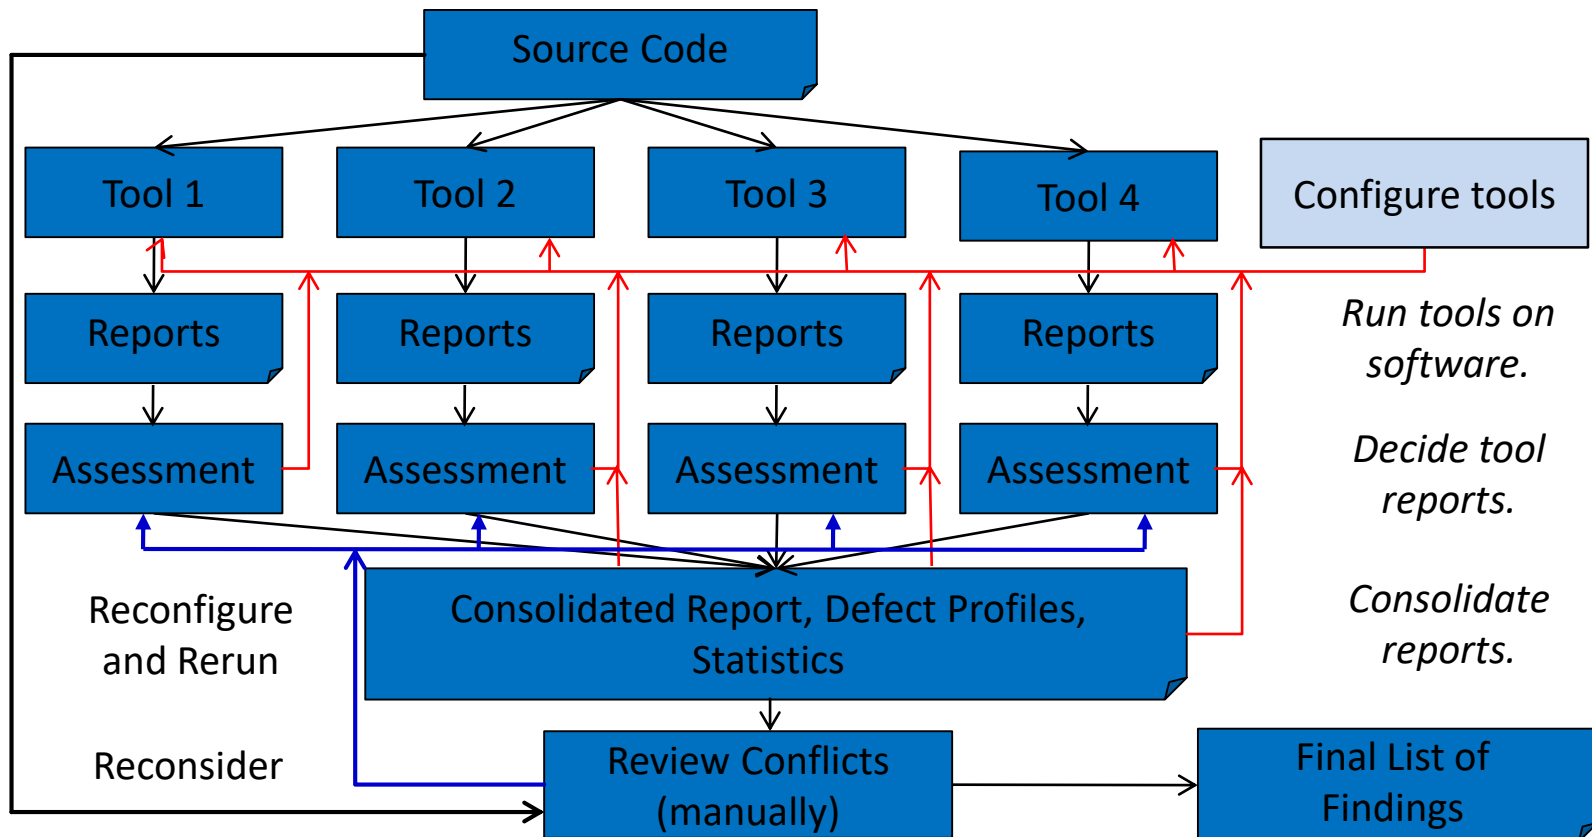 Source Code
Tool 1
Tool 2
Tool 3
Tool 4
Configure tools
Reports
Reports
Reports
Reports
Run tools on
software.
Assessment
Assessment
Assessment
Assessment
Decide tool
reports.
Reconfigure
and Rerun
Consolidated Report, Defect Profiles,
Statistics
Consolidate
reports.
Reconsider
Review Conflicts
(manually)
Final List of
Findings